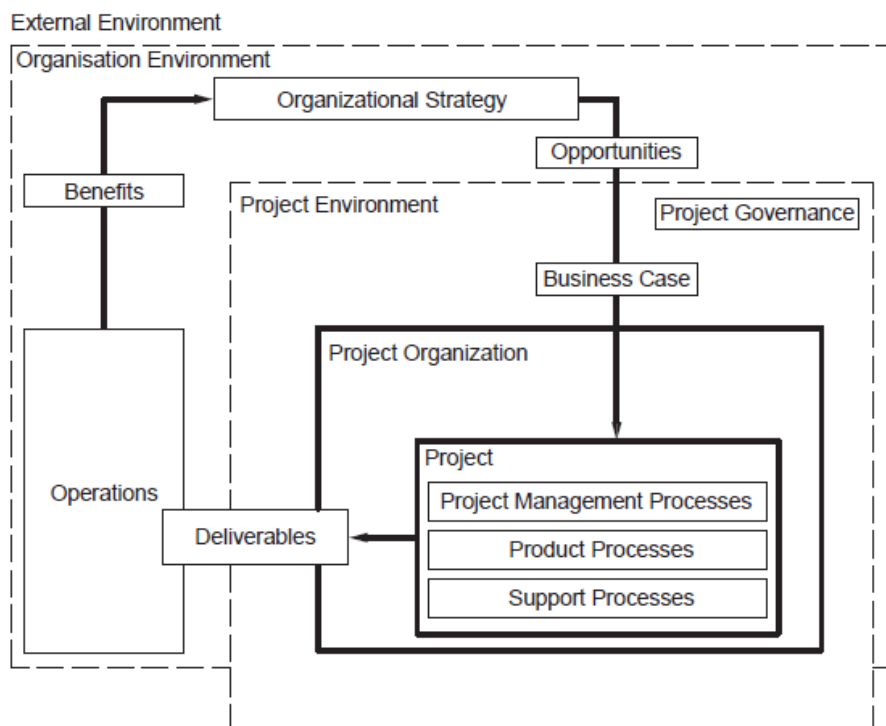 External Environment
Organisation Environment
Organizational Strategy
Opportunities
Benefits
Project Environment
Project Governance
Business Case
Project Organization
Project
Operations
Project Management Processes
Deliverables
Product Processes
Support Processes